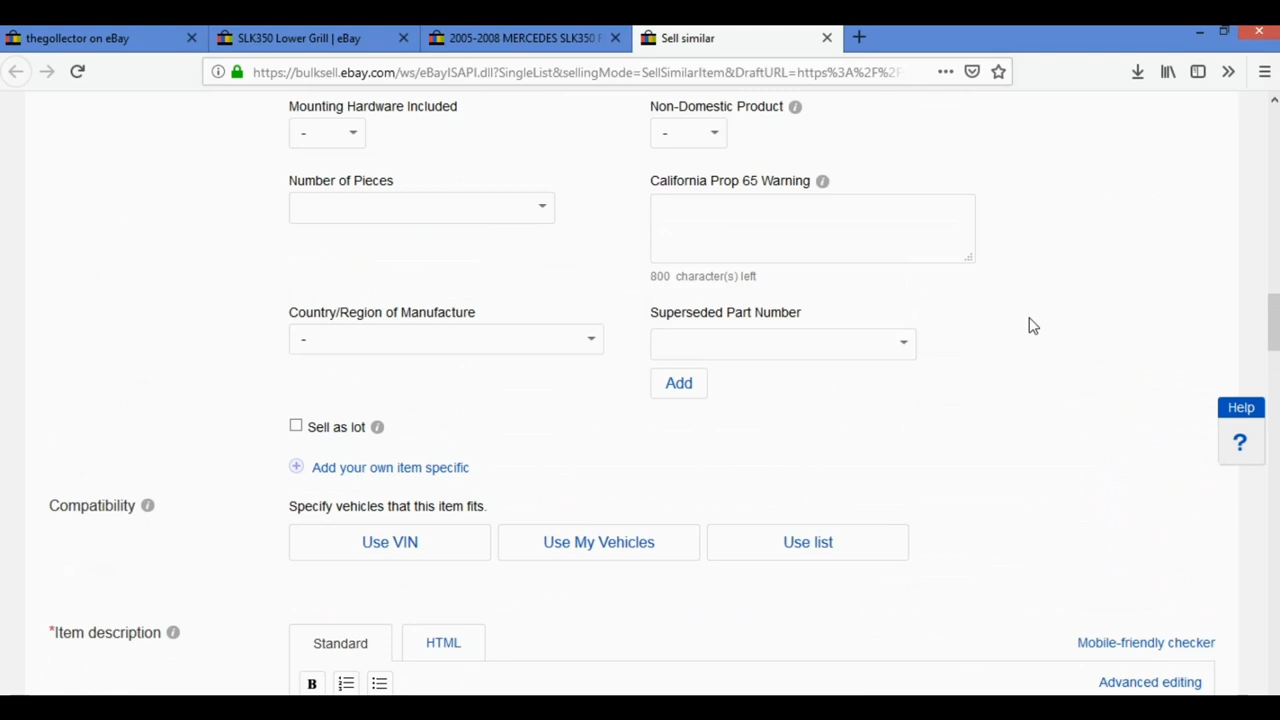 thegollector on eBay
SLK350 Lower Grill | eBay
2005-2008 MERCEDES SLK350 F
Sell similar
https://bulksell.ebay.com/ws/eBayISAPI.dll?SingleList&sellingMode=SellSimilarItem&DraftURL=https%3A%2F%2F
Mounting Hardware Included
Non-Domestic Product
-
-
Number of Pieces
California Prop 65 Warning
800 character(s) left
Country/Region of Manufacture
Superseded Part Number
-
Add
Sell as lot
Add your own item specific
Help
?
Compatibility
Specify vehicles that this item fits.
Use VIN
Use My Vehicles
Use list
*Item description
Standard
HTML
Mobile-friendly checker
B
Advanced editing